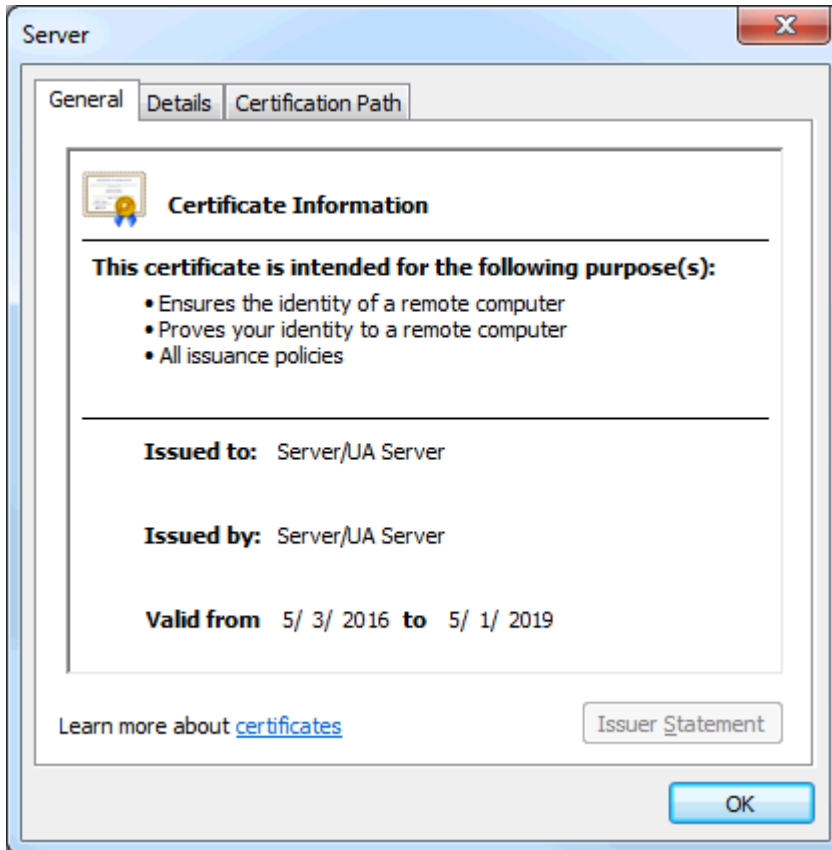 Server
General Details Certification Path
Certificate Information
This certificate is intended for the following purpose(s):
• Ensures the identity of a remote computer
• Proves your identity to a remote computer
• All issuance policies
Issued to: Server/UA Server
Issued by: Server/UA Server
Valid from 5/ 3/ 2016 to 5/ 1/ 2019
Learn more about certificates
Issuer Statement
OK